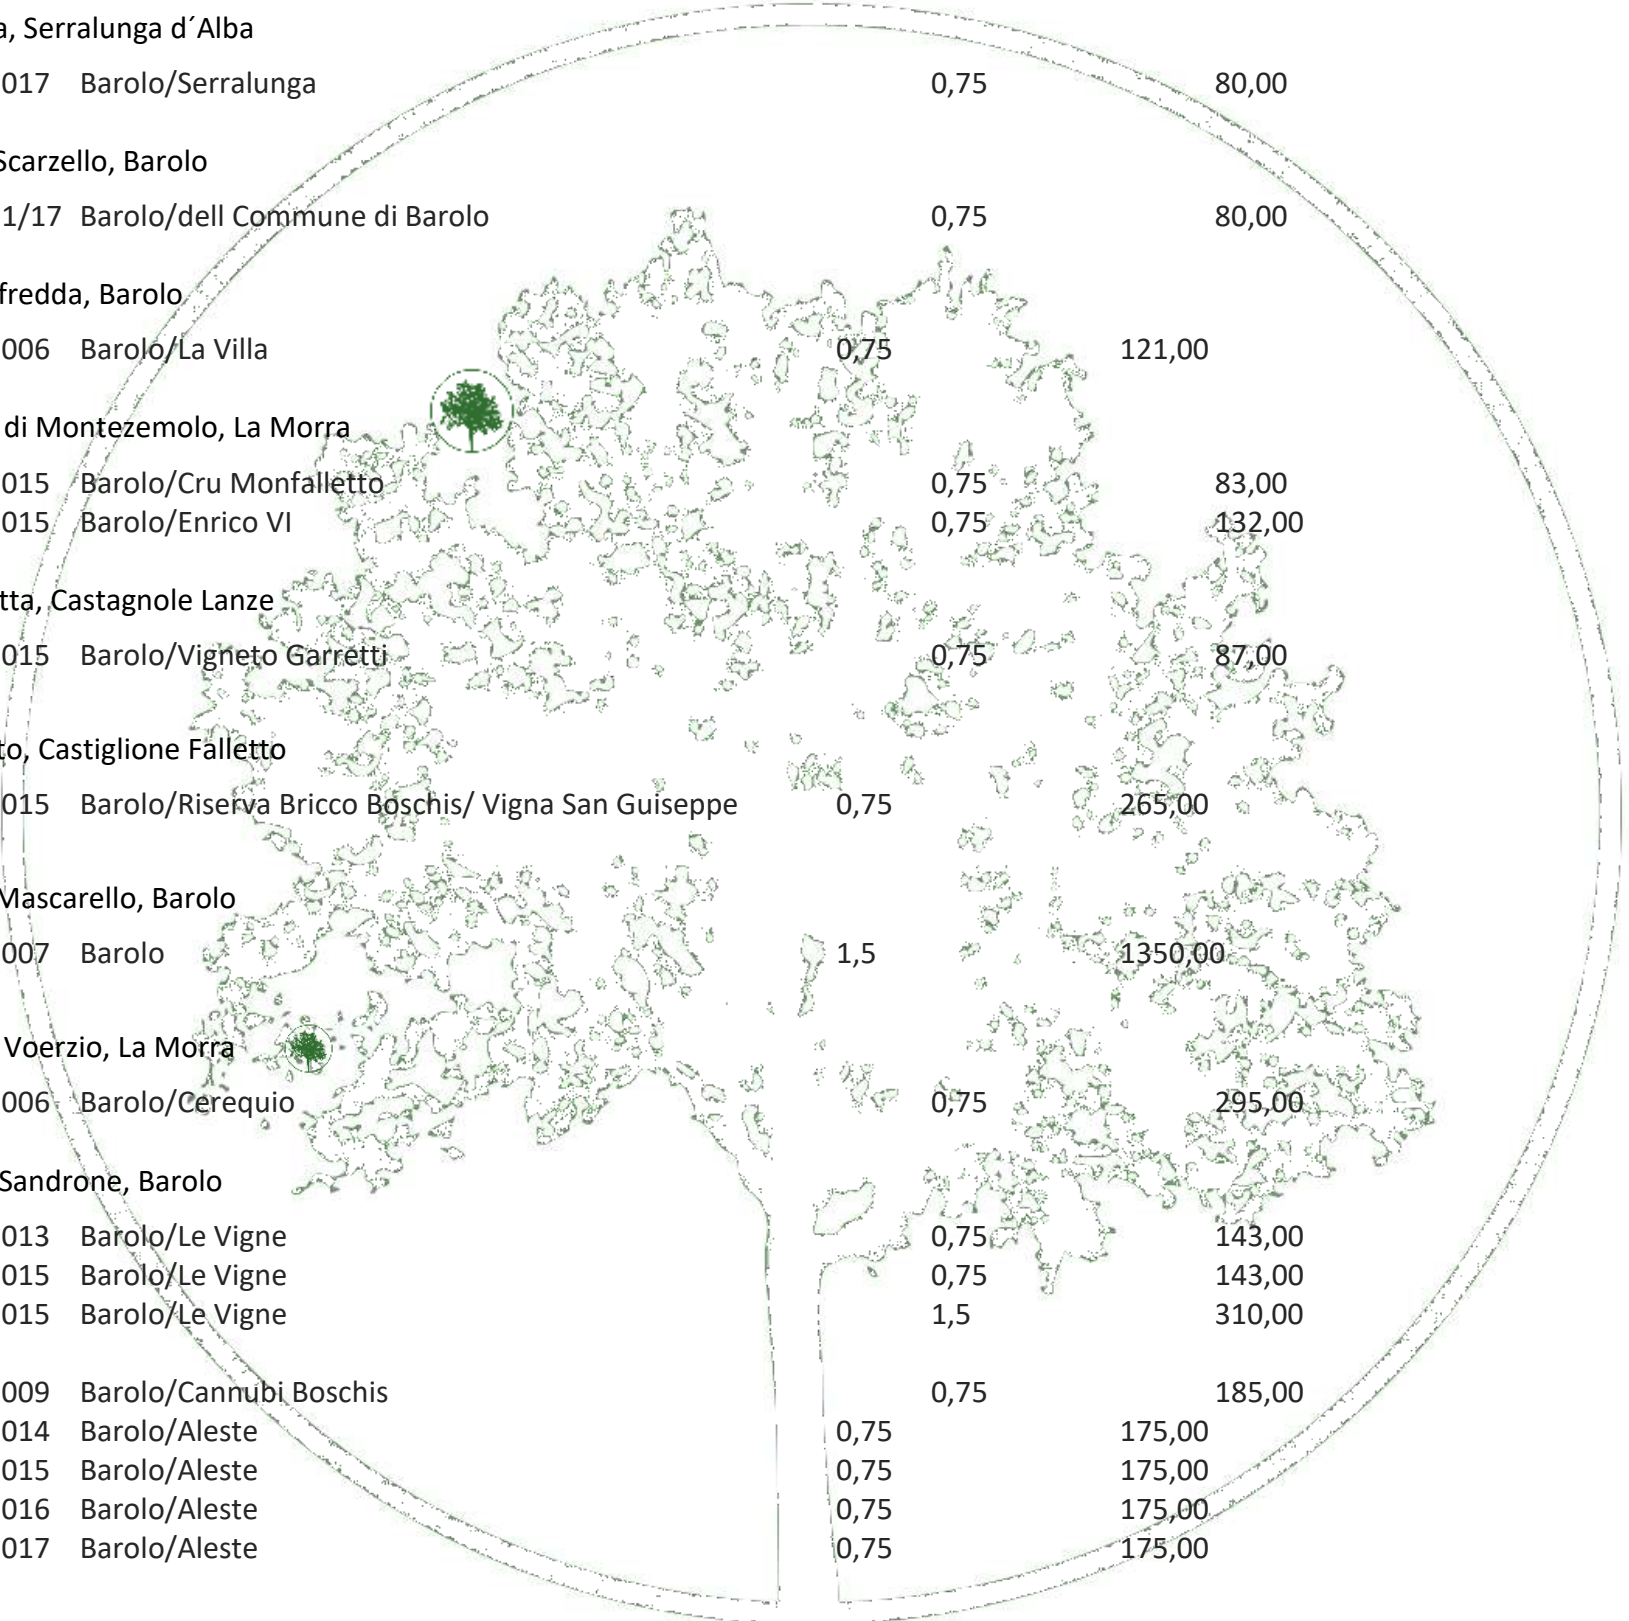 a, Serralunga d´Alba
017 Barolo/Serralunga 0,75 80,00
Scarzello, Barolo
1/17 Barolo/dell Commune di Barolo 0,75 80,00
fredda, Barolo
006 Barolo/La Villa 0,75 121,00
di Montezemolo, La Morra
015 Barolo/Cru Monfalletto 0,75 83,00
015 Barolo/Enrico VI 0,75 132,00
tta, Castagnole Lanze
015 Barolo/Vigneto Garretti 0,75 87,00
to, Castiglione Falletto
015 Barolo/Riserva Bricco Boschis/ Vigna San Guiseppe 0,75 265,00
Mascarello, Barolo
007 Barolo 1,5 1350,00
Voerzio, La Morra
006 Barolo/Cerequio 0,75 295,00
Sandrone, Barolo
013 Barolo/Le Vigne 0,75 143,00
015 Barolo/Le Vigne 0,75 143,00
015 Barolo/Le Vigne 1,5 310,00
009 Barolo/Cannubi Boschis 0,75 185,00
014 Barolo/Aleste 0,75 175,00
015 Barolo/Aleste 0,75 175,00
016 Barolo/Aleste 0,75 175,00
017 Barolo/Aleste 0,75 175,00